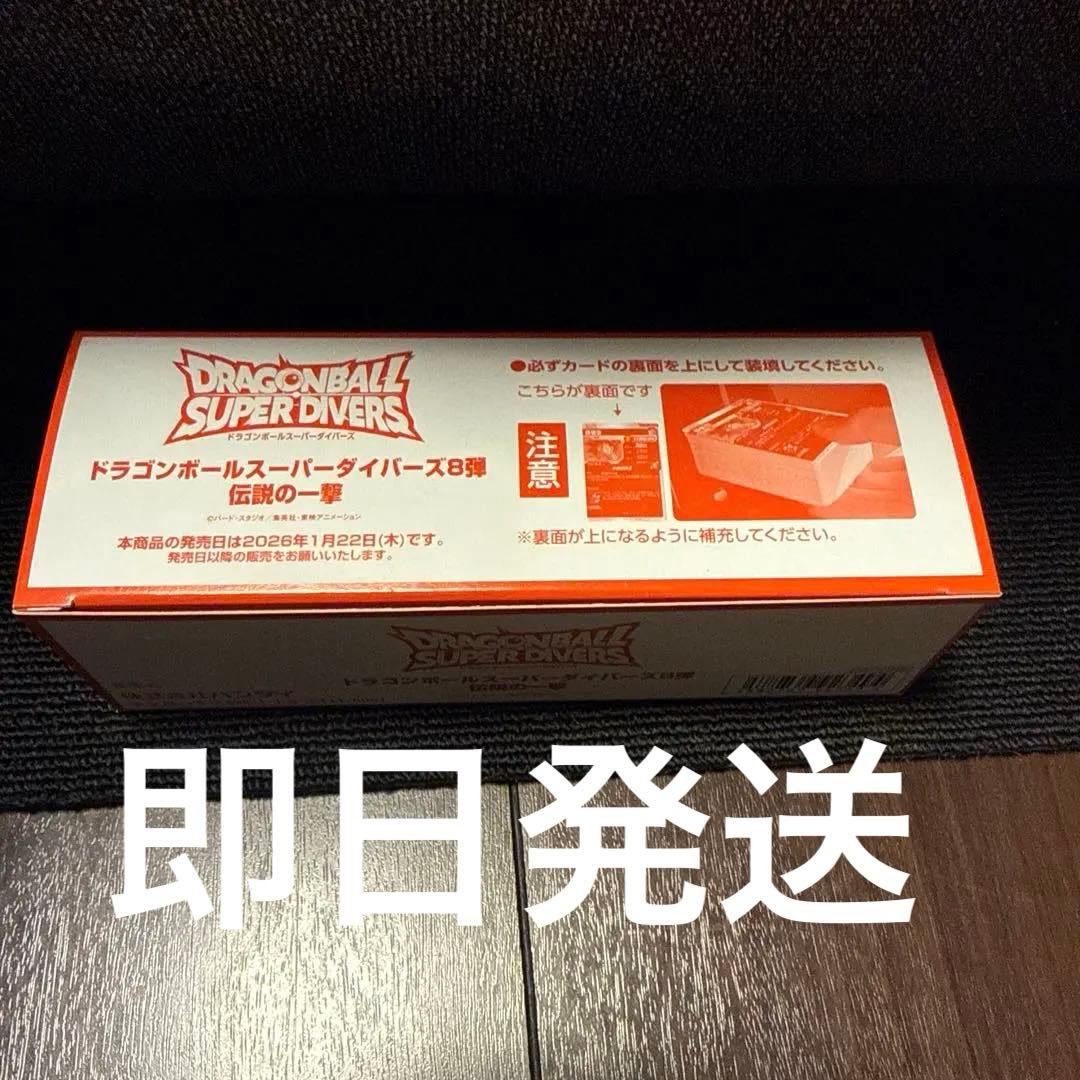 DRAGONBALL
SUPER DIVERS
ドラゴンボールスーパーダイバーズ
ドラゴンボールスーパーダイバーズ8弾
伝説の一撃
©バード・スタジオ/集英社・東映アニメーション
本商品の発売日は2026年1月22日(木)です。
発売日以降の販売をお願いいたします。
●必ずカードの裏面を上にして装填してください。
こちらが裏面です
注意
※裏面が上になるように補充してください。
DRAGONBALL
SUPER DIVERS
ドラゴンボールスーパーダイバーズ8弾
伝説の一撃
即日発送